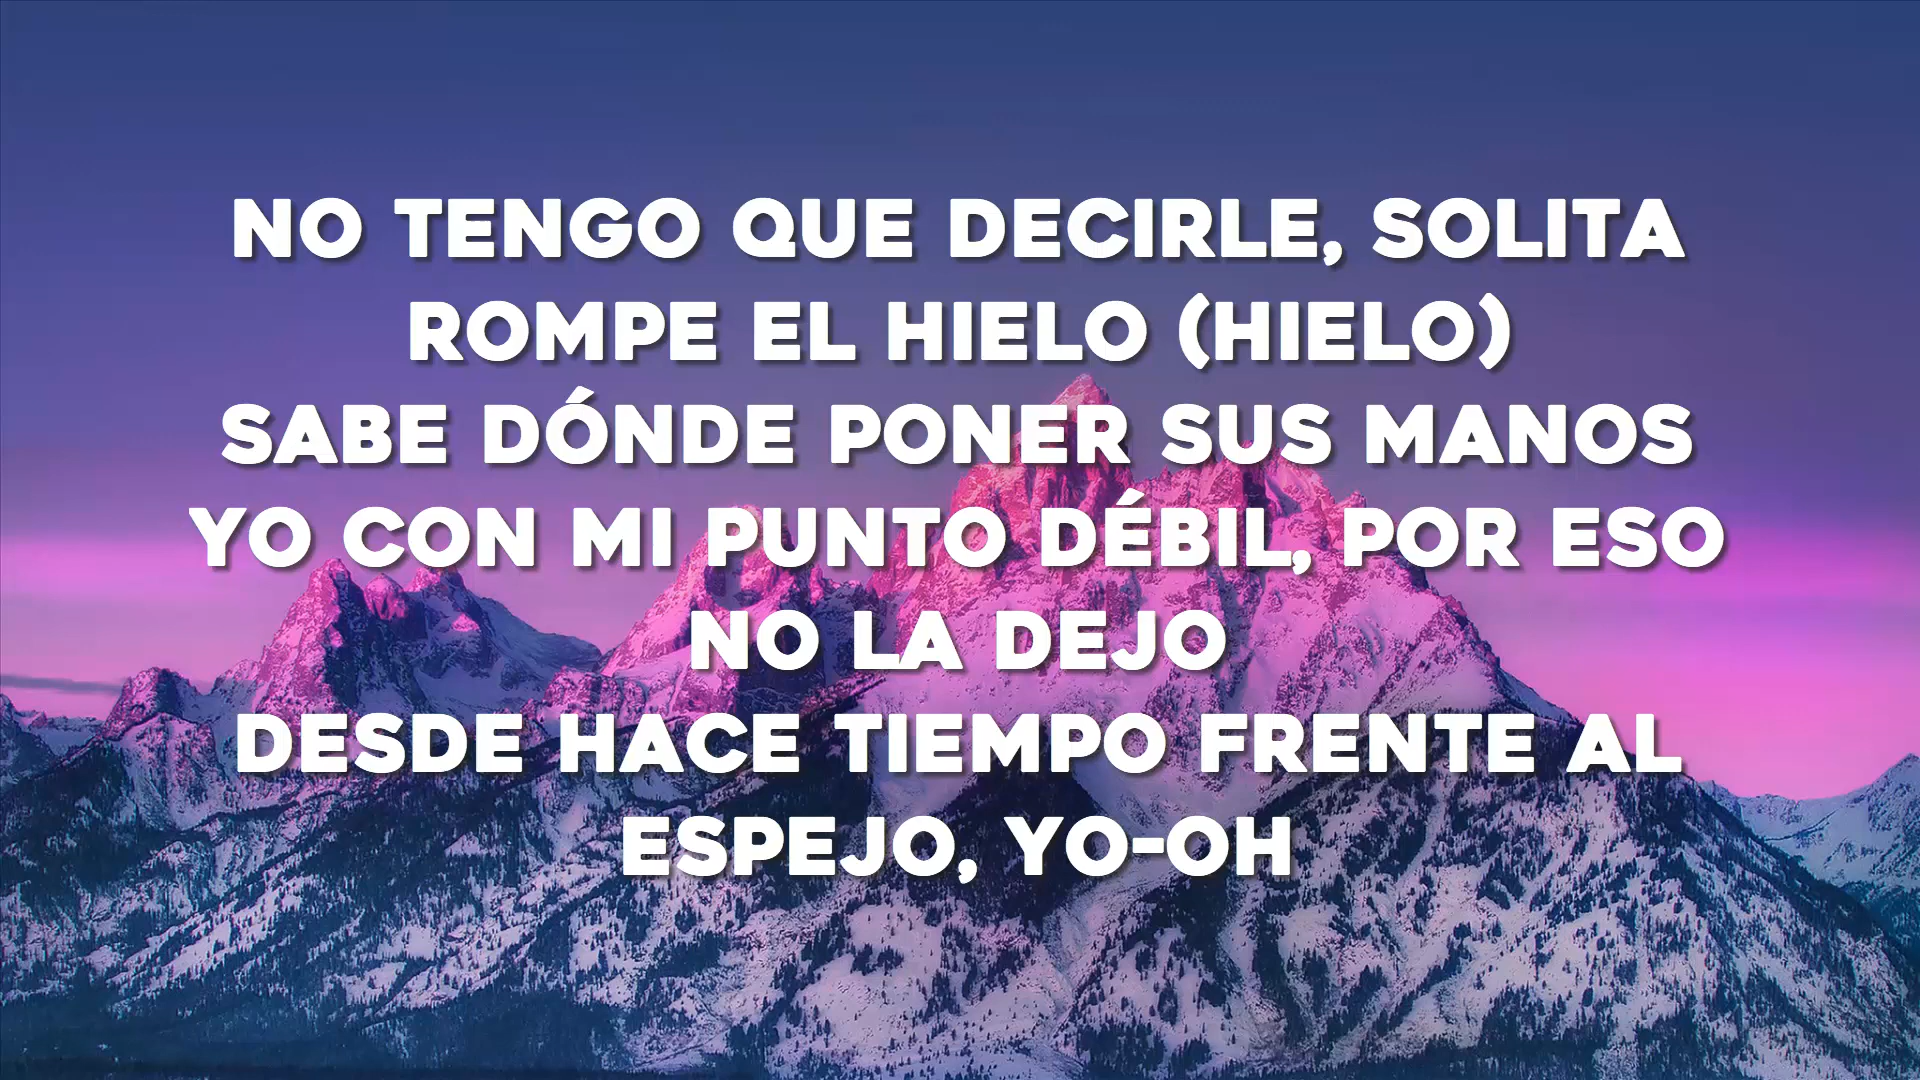 NO TENGO QUE DECIRLE, SOLITA
ROMPE EL HIELO (HIELO)
SABE DÓNDE PONER SUS MANOS
YO CON MI PUNTO DÉBIL, POR ESO
NO LA DEJO
DESDE HACE TIEMPO FRENTE AL
ESPEJO, YO-OH